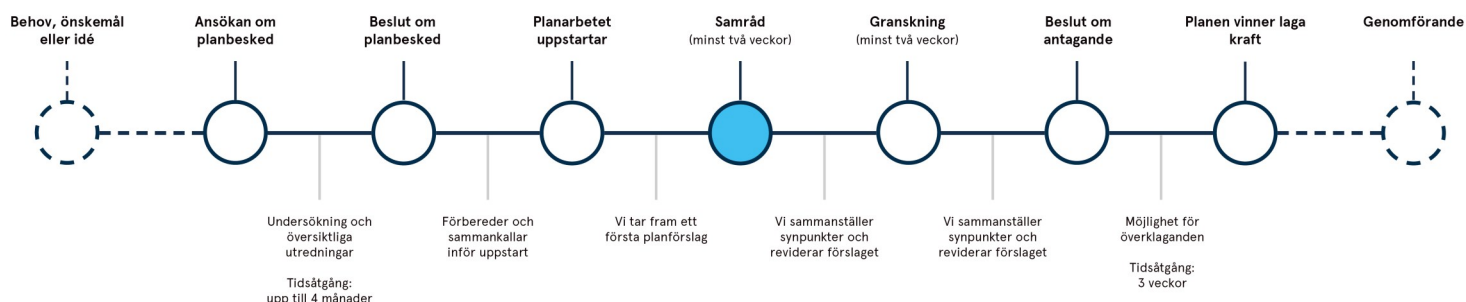 Behov, önskemål
eller idé
Ansökan om
planbesked
Beslut om
planbesked
Planarbetet
uppstartar
Samråd
(minst två veckor)
Granskning
(minst två veckor)
Beslut om
antagande
Planen vinner laga
kraft
Genomförande
Undersökning och
översiktliga
utredningar
Tidsåtgång:
upp till 4 månader
Förbereder och
sammankallar
inför uppstart
Vi tar fram ett
första planförslag
Vi sammanställer
synpunkter och
reviderar förslaget
Vi sammanställer
synpunkter och
reviderar förslaget
Möjlighet för
överklaganden
Tidsåtgång:
3 veckor